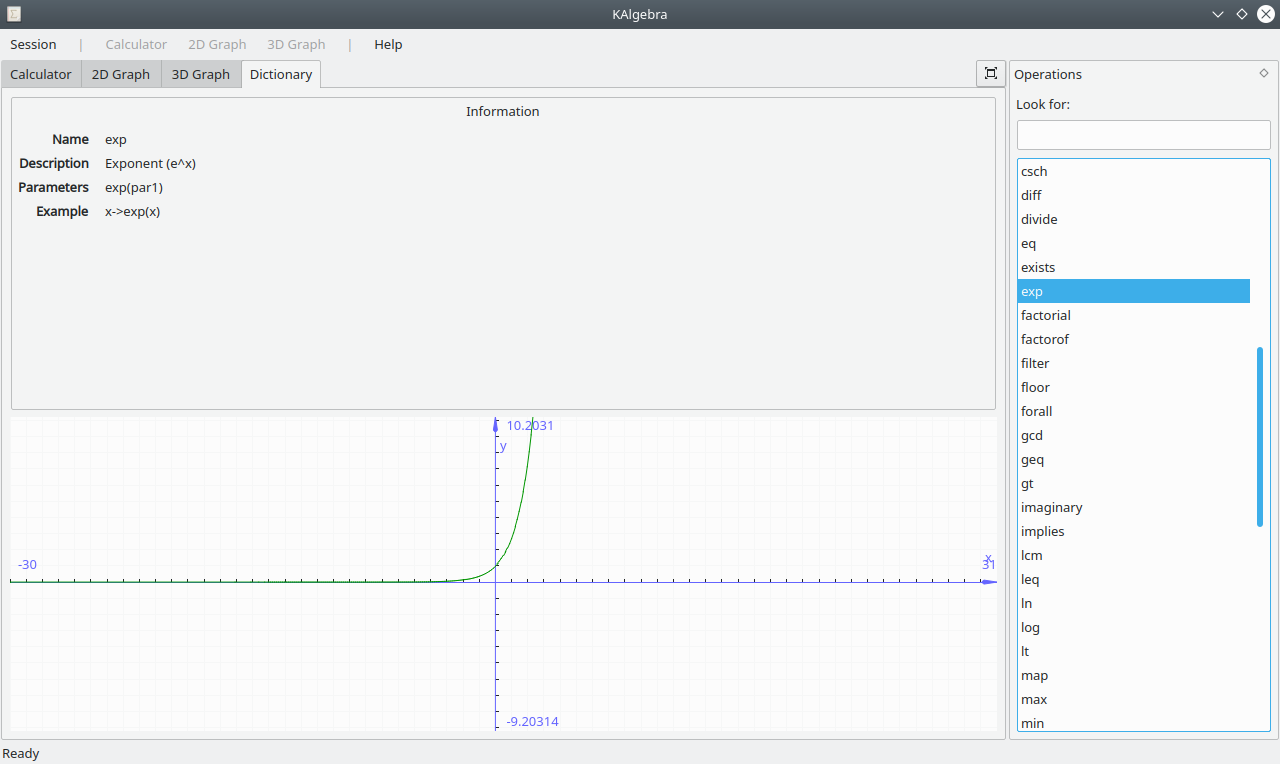 KAlgebra
Session | Calculator 2D Graph 3D Graph | Help
Calculator 2D Graph 3D Graph Dictionary
Information
Name exp
Description Exponent (e^x)
Parameters exp(par1)
Example x->exp(x)
10.2031
y
-30
x
31
-9.20314
Operations
Look for:
csch
diff
divide
eq
exists
exp
factorial
factorof
filter
floor
forall
gcd
geq
gt
imaginary
implies
lcm
leq
ln
log
lt
map
max
min
Ready